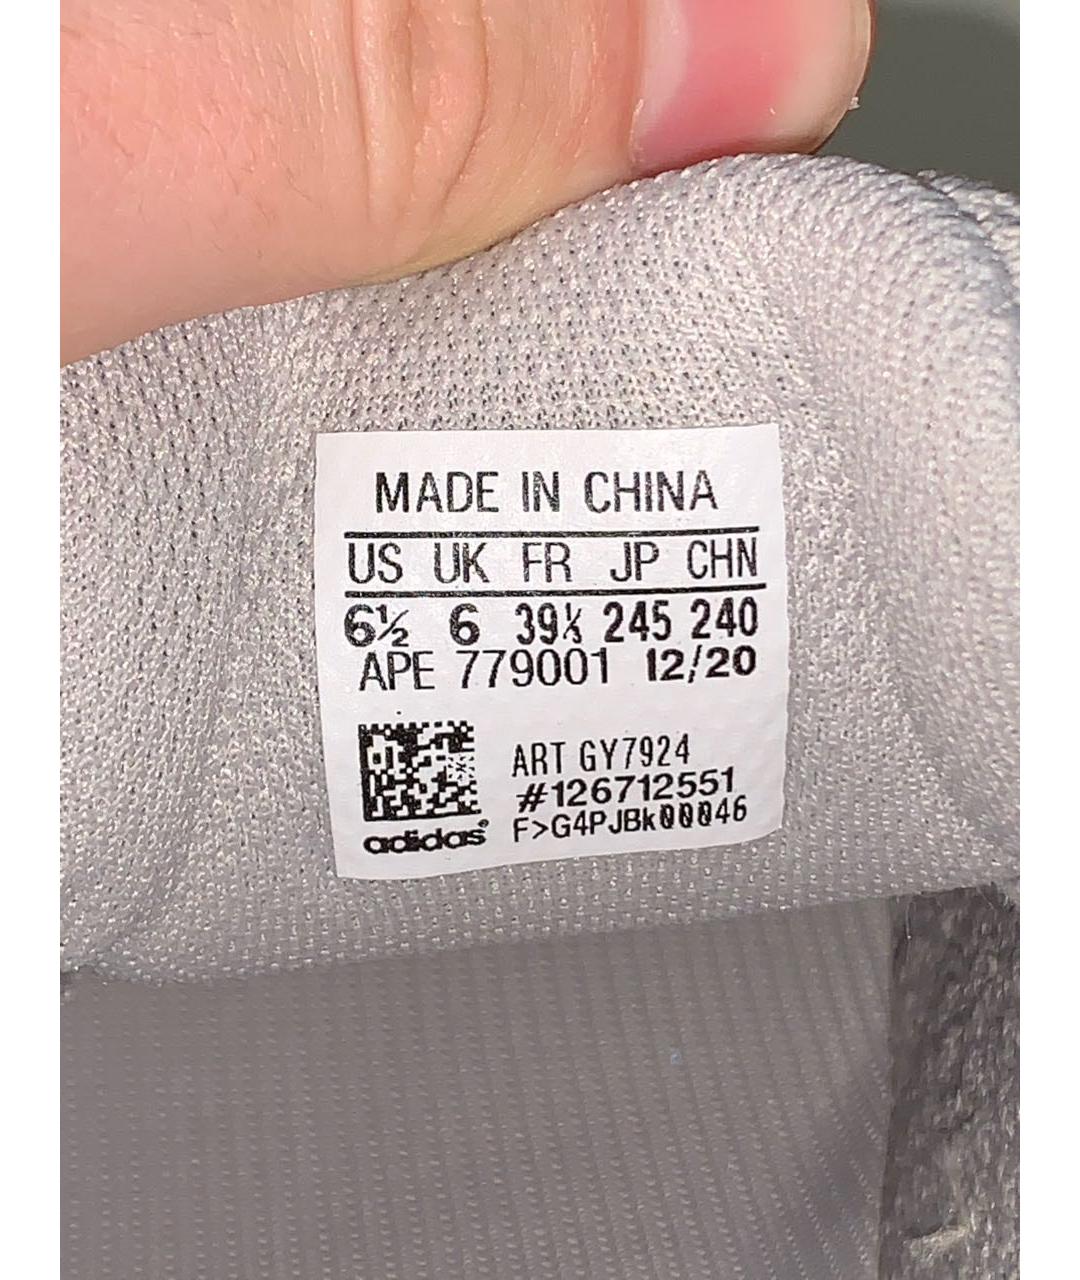 MADE IN CHINA
US UK FR JP CHN
6½ 6 39⅓ 245 240
APE 779001 12/20
ART GY7924
#126712551
F>G4PJBk00046
adidas®